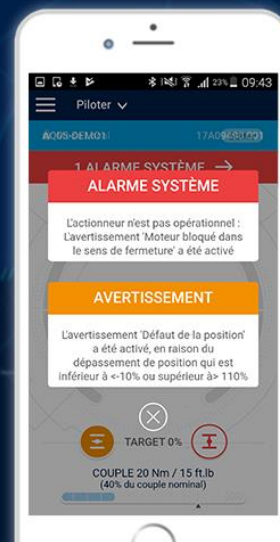 23% 09:43
Piloter
AQ05-DEMO1
1 ALARME SYSTÈME →
ALARME SYSTÈME
L'actionneur n'est pas opérationnel :
L'avertissement 'Moteur bloqué dans
le sens de fermeture' a été activé
AVERTISSEMENT
L'avertissement 'Défaut de la position'
a été activé, en raison du
dépassement de position qui est
inférieur à <-10% ou supérieur à> 110%
TARGET 0%
COUPLE 20 Nm / 15 ft.lb
(40% du couple nominal)